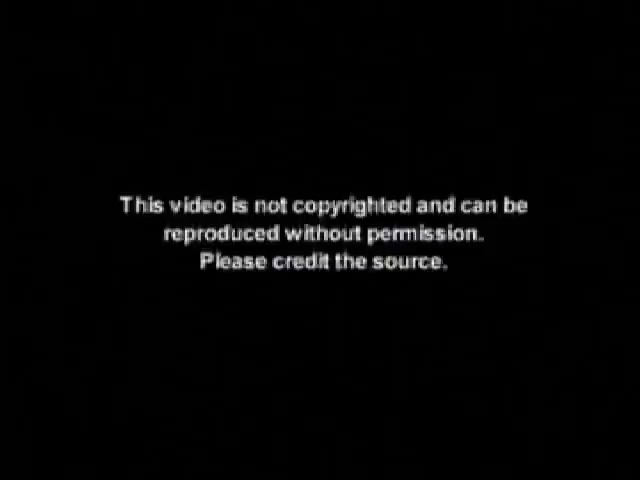 This video is not copyrighted and can be
reproduced without permission.
Please credit the source.